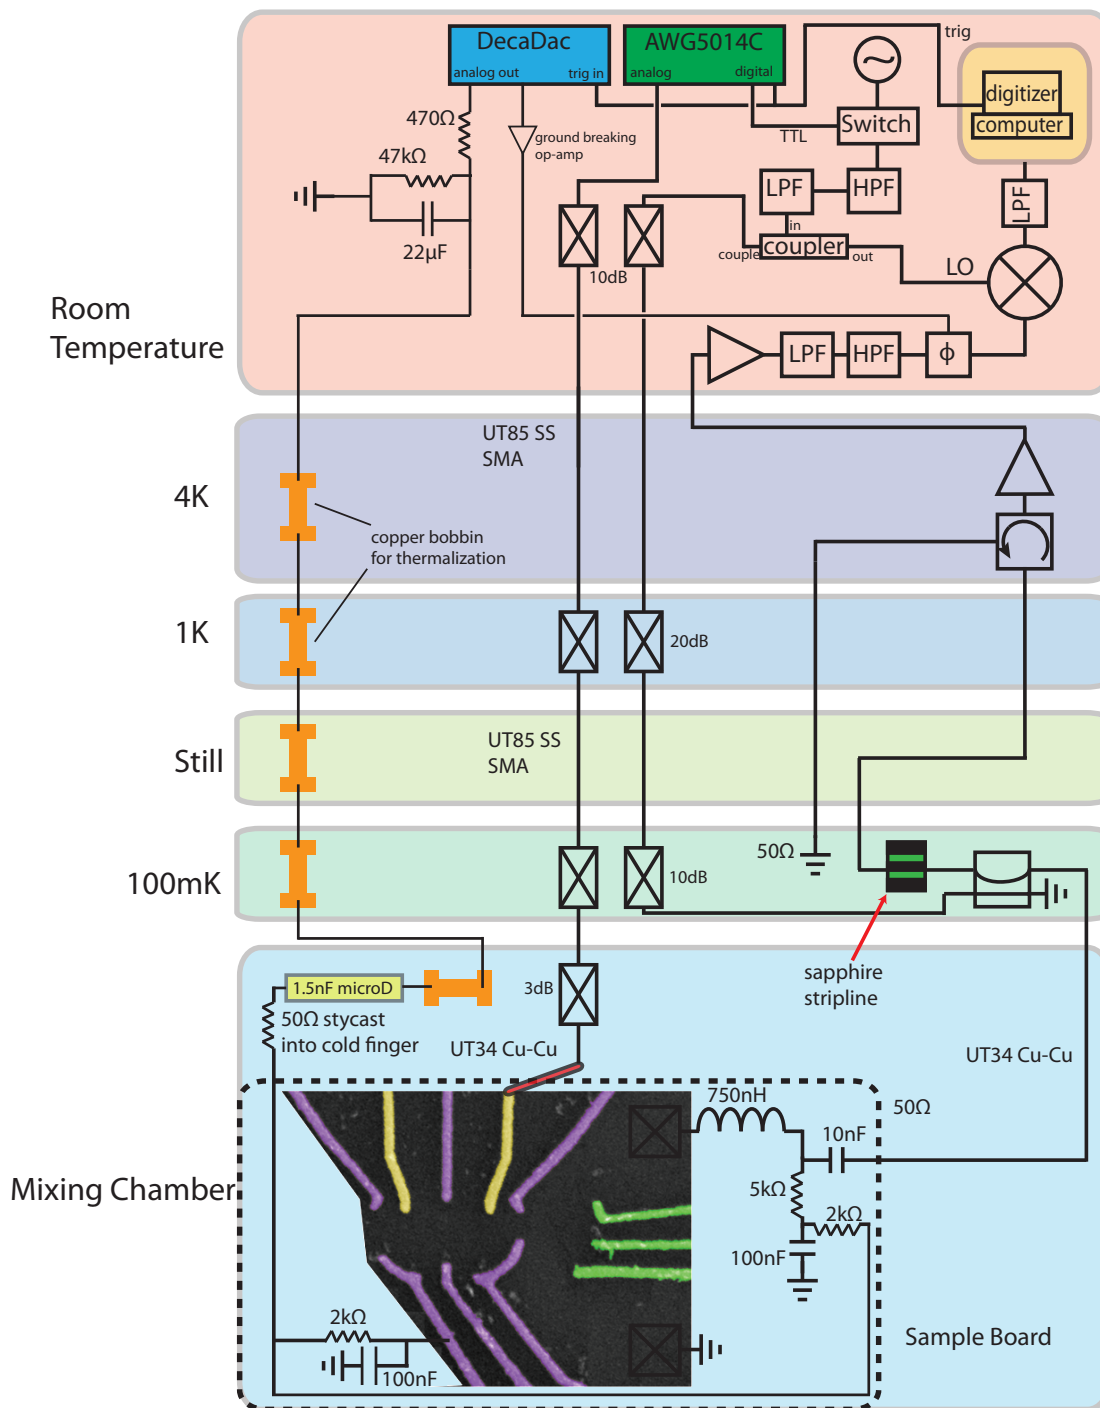 DecaDac
analog out
trig in
AWG5014C
analog
digital
trig
digitizer
computer
470Ω
ground breaking
op-amp
TTL
Switch
47kΩ
LPF
HPF
LPF
22μF
in
couple
coupler
out
10dB
LO
Room
Temperature
LPF
HPF
ϕ
UT85 SS
SMA
4K
copper bobbin
for thermalization
1K
20dB
Still
UT85 SS
SMA
50Ω
100mK
10dB
sapphire
stripline
1.5nF microD
3dB
50Ω stycast
into cold finger
UT34 Cu-Cu
UT34 Cu-Cu
750nH
50Ω
10nF
Mixing Chamber
5kΩ
2kΩ
100nF
2kΩ
100nF
Sample Board